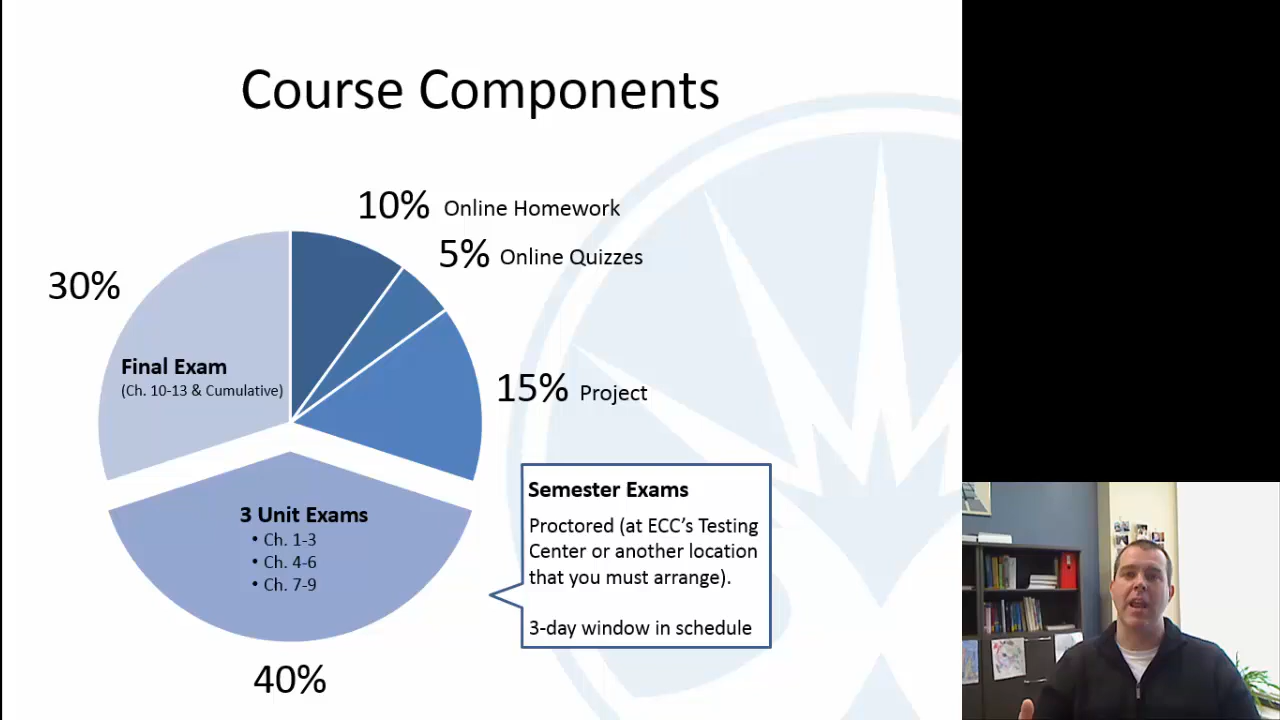 Course Components
10% Online Homework
5% Online Quizzes
30%
Final Exam
(Ch. 10-13 & Cumulative)
15% Project
Semester Exams
Proctored (at ECC's Testing
Center or another location
that you must arrange).
3-day window in schedule
3 Unit Exams
• Ch. 1-3
• Ch. 4-6
• Ch. 7-9
40%